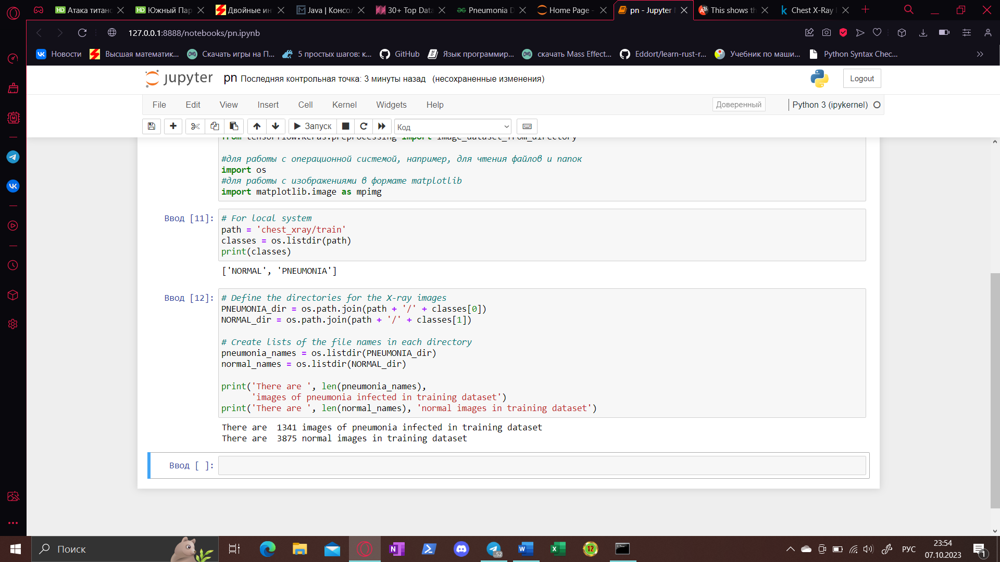 Атака титанс
Южный Пар
Двойные ин
Java | Консол
30+ Top Data
Pneumonia D
Home Page -
pn - Jupyter
This shows th
Chest X-Ray
127.0.0.1:8888/notebooks/pn.ipynb
Новости
Высшая математик...
Скачать игры на П...
5 простых шагов: к...
GitHub
Язык программир...
скачать Mass Effect...
Eddort/learn-rust-r...
Учебник по маши...
Python Syntax Chec...
jupyter pn Последняя контрольная точка: 3 минуты назад (несохраненные изменения)
Logout
File Edit View Insert Cell Kernel Widgets Help
Доверенный
Python 3 (ipykernel)
Запуск
Код
from tensorflow.keras.preprocessing import image_dataset_from_directory
#для работы с операционной системой, например, для чтения файлов и папок
import os
#для работы с изображениями в формате matplotlib
import matplotlib.image as mpimg
Ввод [11]:
# For local system
path = 'chest_xray/train'
classes = os.listdir(path)
print(classes)
['NORMAL', 'PNEUMONIA']
Ввод [12]:
# Define the directories for the X-ray images
PNEUMONIA_dir = os.path.join(path + '/' + classes[0])
NORMAL_dir = os.path.join(path + '/' + classes[1])
# Create lists of the file names in each directory
pneumonia_names = os.listdir(PNEUMONIA_dir)
normal_names = os.listdir(NORMAL_dir)
print('There are ', len(pneumonia_names),
'images of pneumonia infected in training dataset')
print('There are ', len(normal_names), 'normal images in training dataset')
There are  1341 images of pneumonia infected in training dataset
There are  3875 normal images in training dataset
Ввод [ ]:
Поиск
РУС
23:54
07.10.2023